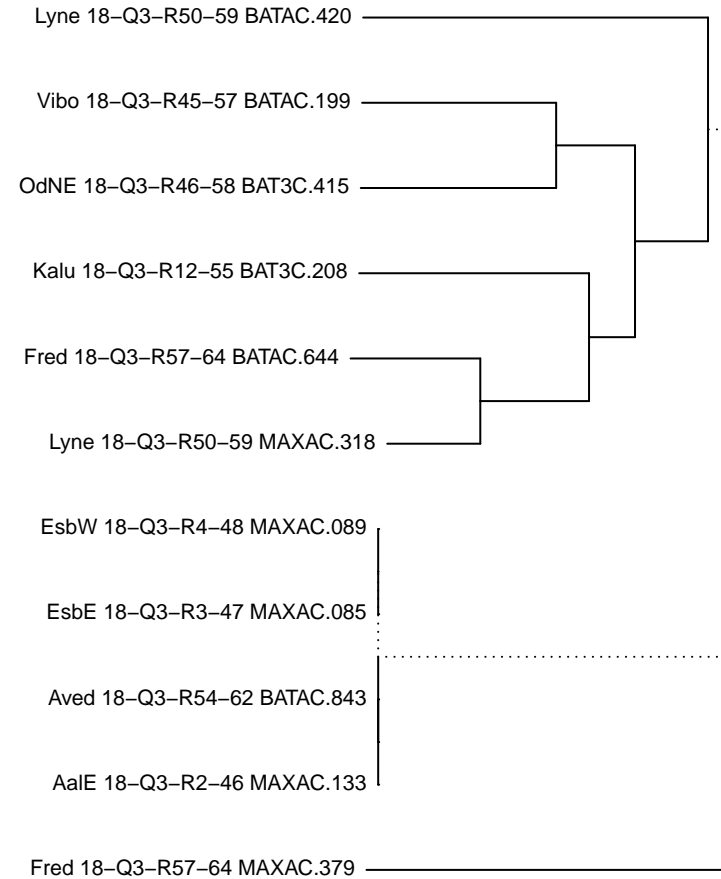 Lyne 18−Q3−R50−59 BATAC.420
Vibo 18−Q3−R45−57 BATAC.199
OdNE 18−Q3−R46−58 BAT3C.415
Kalu 18−Q3−R12−55 BAT3C.208
Fred 18−Q3−R57−64 BATAC.644
Lyne 18−Q3−R50−59 MAXAC.318
EsbW 18−Q3−R4−48 MAXAC.089
EsbE 18−Q3−R3−47 MAXAC.085
Aved 18−Q3−R54−62 BATAC.843
AalE 18−Q3−R2−46 MAXAC.133
Fred 18−Q3−R57−64 MAXAC.379